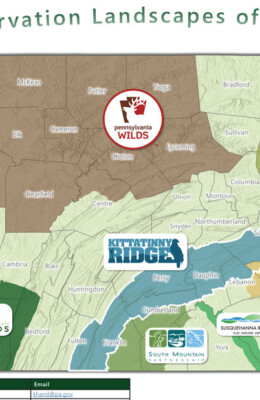 rvation Landscapes of
McKean
Potter
Tioga
Bradford
Elk
Cameron
pennsylvania
WILDS
Lycoming
Sullivan
Clinton
Clearfield
Columbia
Centre
Union
Montour
Snyder
Northumberland
KITTATINNY
RIDGE
Cambria
Blair
Huntingdon
Perry
Dauphin
Lebanon
Cumberland
DS
Bedford
Fulton
Franklin
SOUTH MOUNTAIN
PARTNERSHIP
SUSQUEHANNA R
York
Email
khand@pa.gov